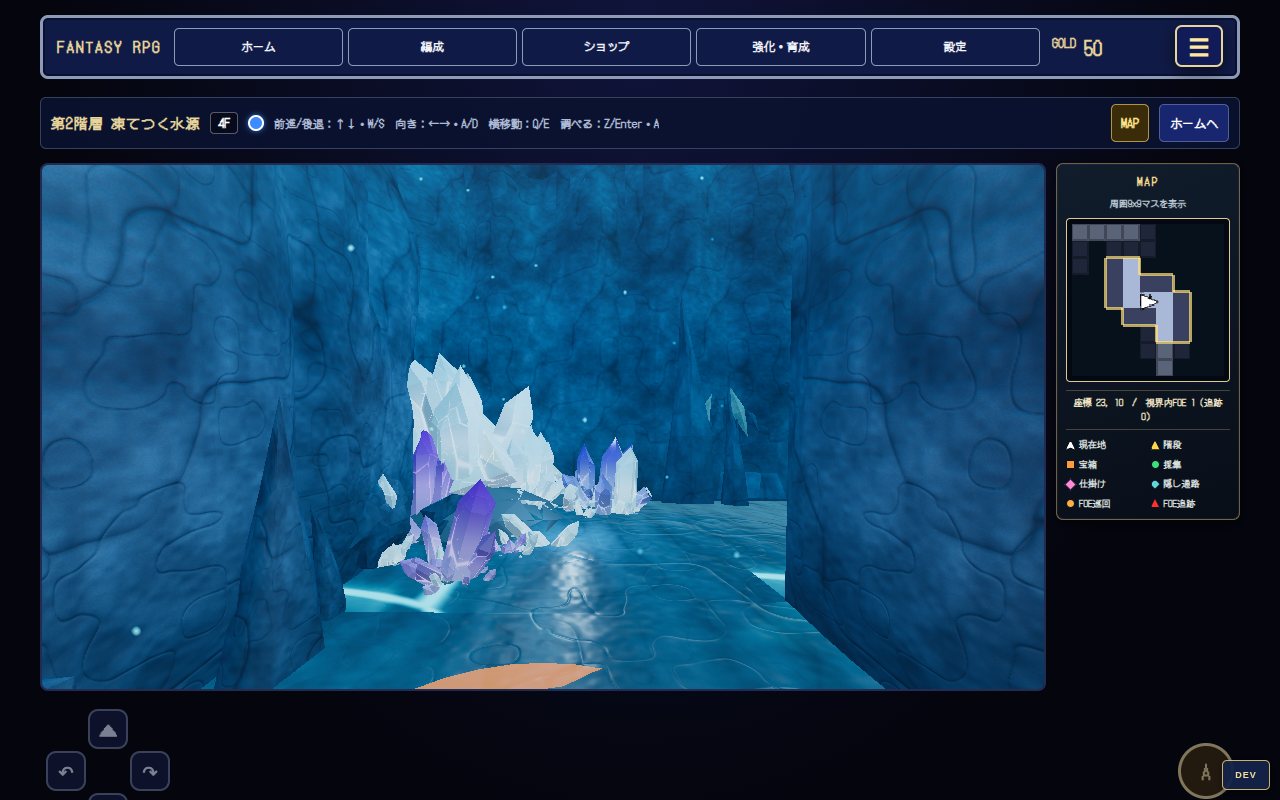 FANTASY RPG
ホーム
編成
ショップ
強化・育成
設定
GOLD 50
第2階層 凍てつく水源
4F
前進/後退：↑↓・W/S 向き：←→・A/D 横移動：Q/E 調べる：Z/Enter・A
MAP
ホームへ
MAP
周囲9x9マスを表示
座標 23, 10 / 視界内FOE 1（追跡
0）
現在地
階段
宝箱
採集
仕掛け
隠し通路
FOE巡回
FOE追跡
A
DEV